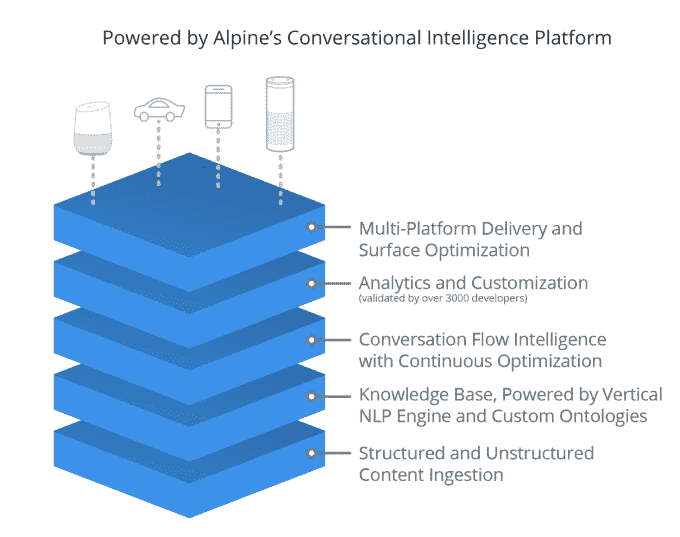 Powered by Alpine’s Conversational Intelligence Platform
Multi-Platform Delivery and
Surface Optimization
Analytics and Customization
(validated by over 3000 developers)
Conversation Flow Intelligence
with Continuous Optimization
Knowledge Base, Powered by Vertical
NLP Engine and Custom Ontologies
Structured and Unstructured
Content Ingestion